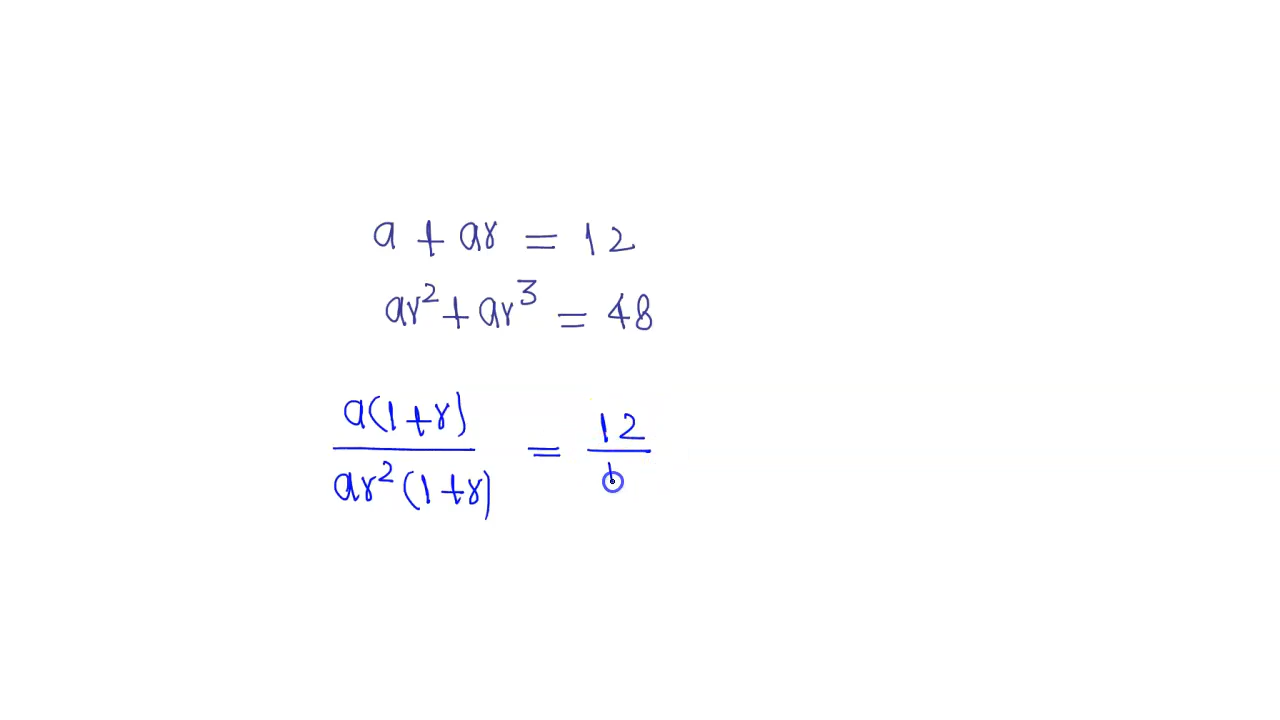 a + ar = 12
ar² + ar³ = 48
a(1+r) / ar²(1+r) = 12 /